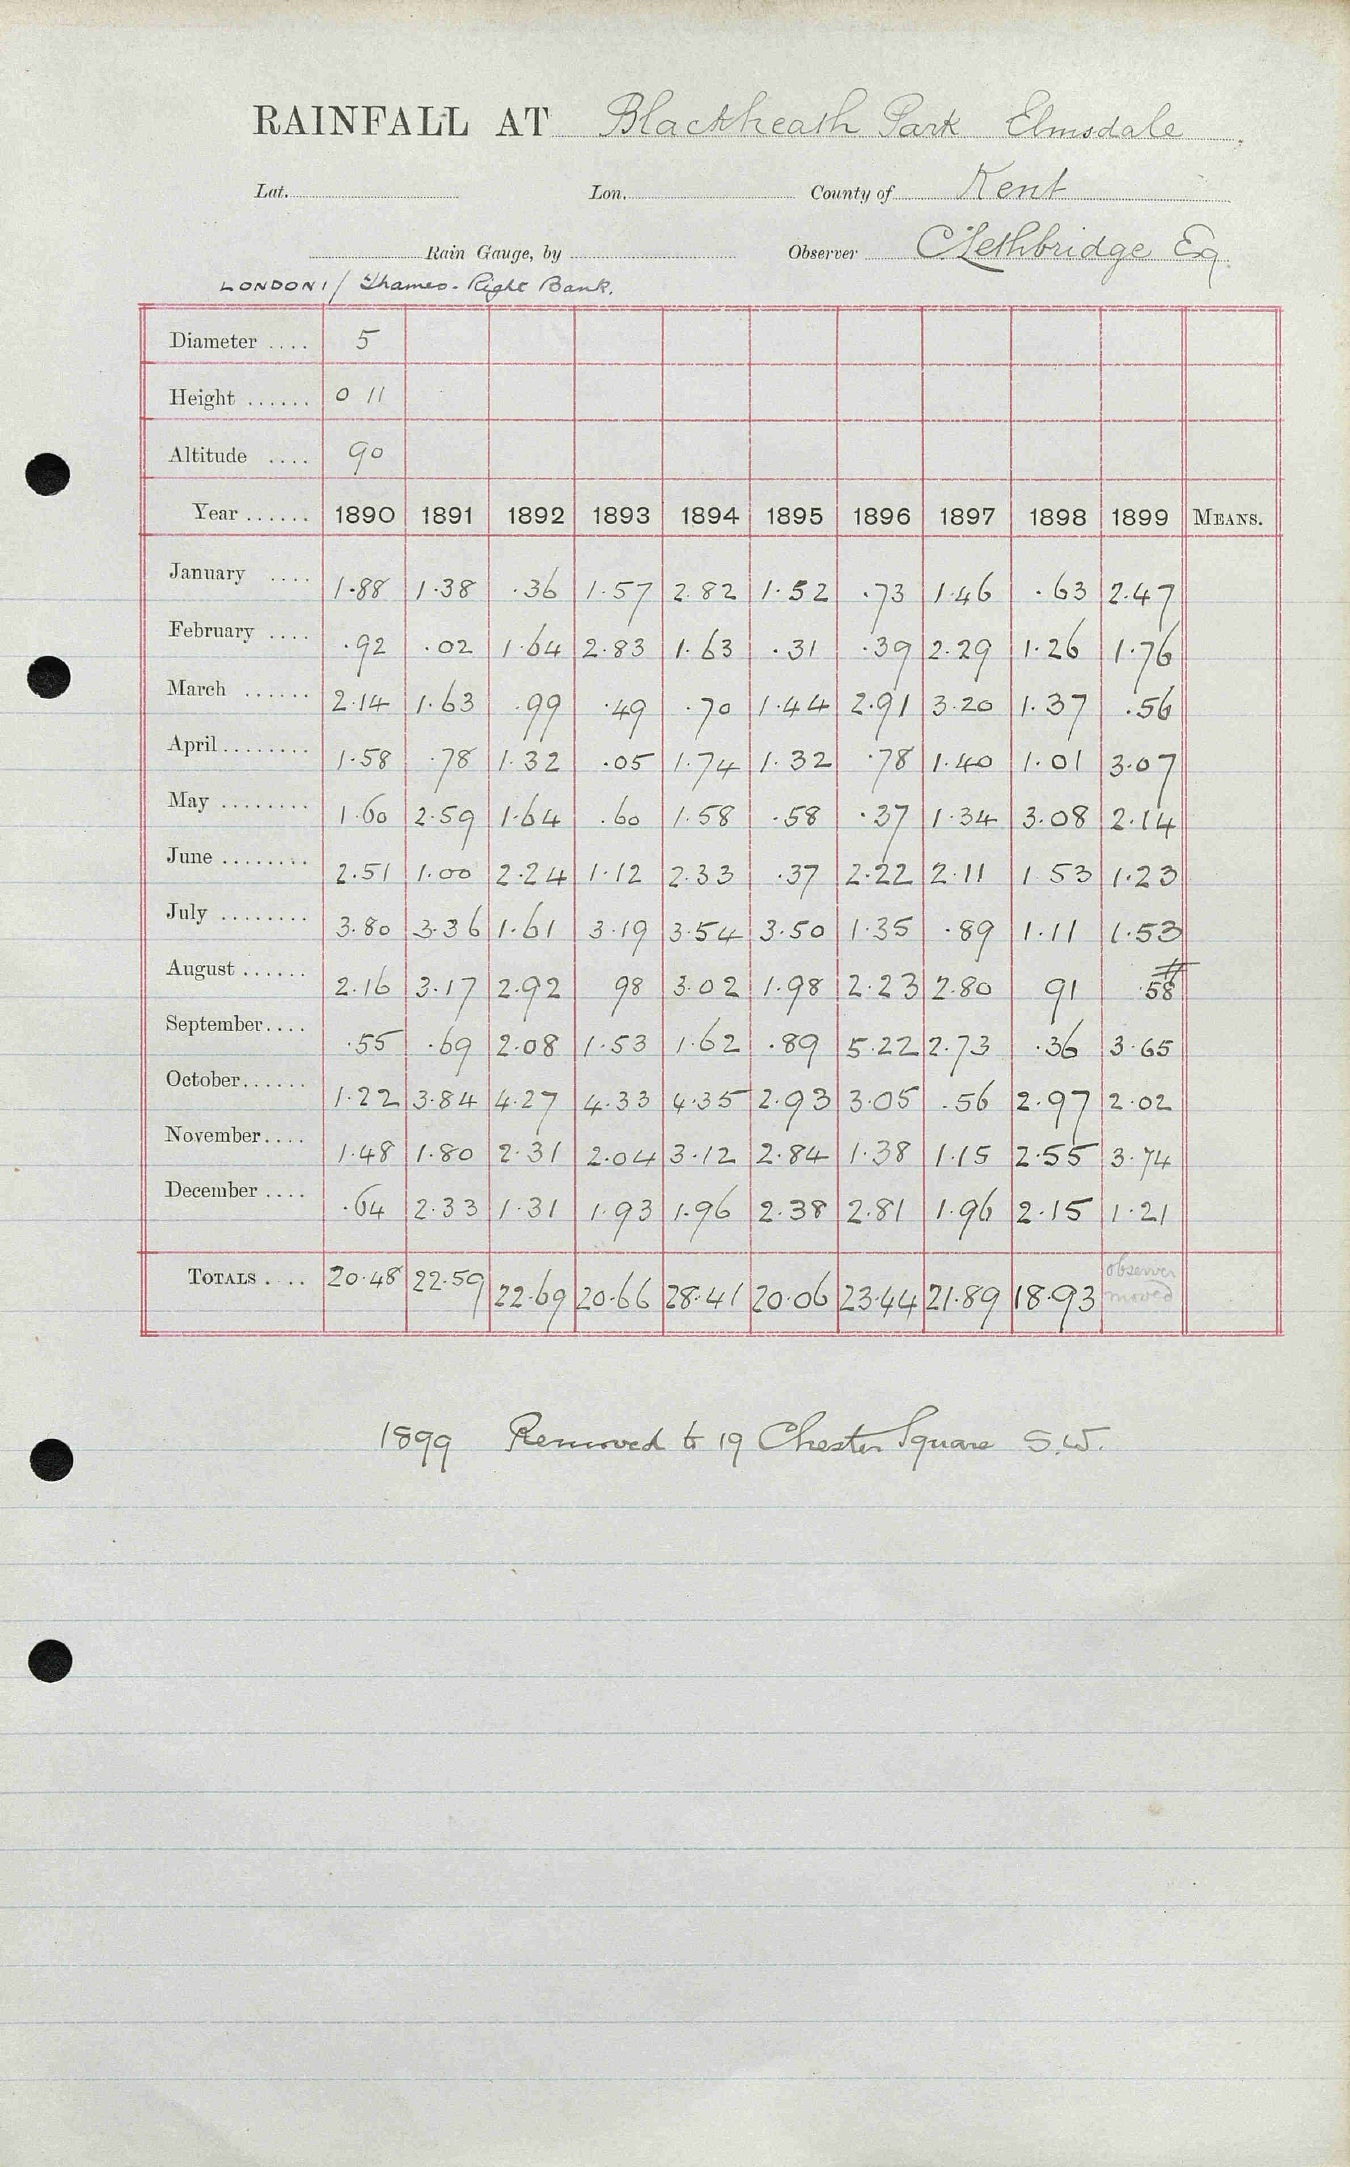 RAINFALL AT Blackheath Park Elmsdale
Lat. Lon. County of Kent
Rain Gauge, by Observer C Lethbridge Esq
LONDON 1/ Thames - Right Bank.
Diameter .... 5
Height ...... 0 11
Altitude .... 90
Year ...... 1890 1891 1892 1893 1894 1895 1896 1897 1898 1899 MEANS.
January .... 1.88 1.38 .36 1.57 2.82 1.52 .73 1.46 .63 2.47
February .... .92 .02 1.64 2.83 1.63 .31 .39 2.29 1.26 1.76
March ...... 2.14 1.63 .99 .49 .70 1.44 2.91 3.20 1.37 .56
April ........ 1.58 .78 1.32 .05 1.74 1.32 .78 1.40 1.01 3.07
May ........ 1.60 2.59 1.64 .60 1.58 .58 .37 1.34 3.08 2.14
June ........ 2.51 1.00 2.24 1.12 2.33 .37 2.22 2.11 1 53 1.23
July ........ 3.80 3.36 1.61 3.19 3.54 3.50 1.35 .89 1.11 1.53
August ...... 2.16 3.17 2.92 98 3.02 1.98 2.23 2.80 91 .58 #
September.... .55 .69 2.08 1.53 1.62 .89 5.22 2.73 .36 3.65
October...... 1.22 3.84 4.27 4.33 4.35 2.93 3.05 .56 2.97 2.02
November.... 1.48 1.80 2.31 2.04 3.12 2.84 1.38 1.15 2.55 3.74
December .... .64 2.33 1.31 1.93 1.96 2.38 2.81 1.96 2.15 1.21
TOTALS .... 20.48 22.59 22.69 20.66 28.41 20.06 23.44 21.89 18.93 observer moved
1899 Removed to 19 Chester Square S.W.